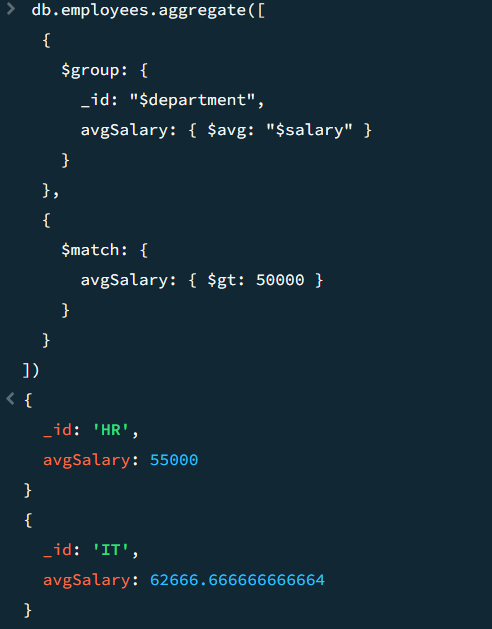 > db.employees.aggregate([
{
$group: {
_id: "$department",
avgSalary: { $avg: "$salary" }
}
},
{
$match: {
avgSalary: { $gt: 50000 }
}
}
])
< {
_id: 'HR',
avgSalary: 55000
}
{
_id: 'IT',
avgSalary: 62666.666666666664
}